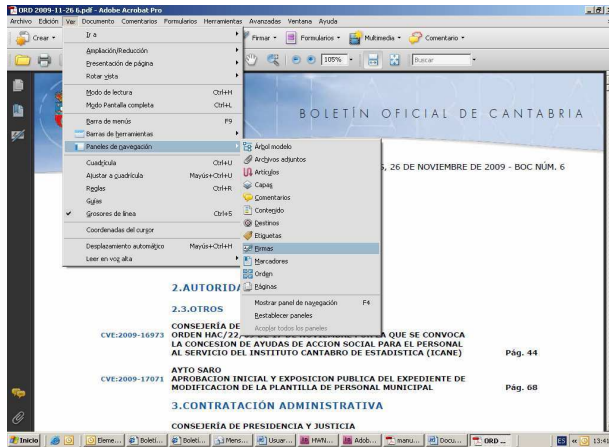 ORD 2009-11-26 6.pdf - Adobe Acrobat Pro
Archivo Edición Ver Documento Comentarios Formularios Herramientas Avanzadas Ventana Ayuda
Crear Firmar Formularios Multimedia Comentario
105% Buscar
Ir a
Ampliación/Reducción
Presentación de página
Rotar vista
Modo de lectura Ctrl+H
Modo Pantalla completa Ctrl+L
Barra de menús F9
Barras de herramientas
Paneles de navegación
Cuadrícula Ctrl+U
Ajustar a cuadrícula Mayús+Ctrl+U
Reglas Ctrl+R
Guías
Grosores de línea Ctrl+5
Coordenadas del cursor
Desplazamiento automático Mayús+Ctrl+H
Leer en voz alta
Árbol modelo
Archivos adjuntos
Artículos
Capas
Comentarios
Contenido
Destinos
Etiquetas
Firmas
Marcadores
Orden
Páginas
Mostrar panel de navegación F4
Restablecer paneles
Acoplar todos los paneles
BOLETÍN OFICIAL DE CANTABRIA
, 26 DE NOVIEMBRE DE 2009 - BOC NÚM. 6
2.AUTORIDA
2.3.OTROS
CONSEJERÍA DE
CVE:2009-16973 ORDEN HAC/22, QUE SE CONVOCA
LA CONCESION DE AYUDAS DE ACCION SOCIAL PARA EL PERSONAL
AL SERVICIO DEL INSTITUTO CANTABRO DE ESTADISTICA (ICANE) Pág. 44
AYTO SARO
CVE:2009-17071 APROBACION INICIAL Y EXPOSICION PUBLICA DEL EXPEDIENTE DE
MODIFICACION DE LA PLANTILLA DE PERSONAL MUNICIPAL Pág. 68
3.CONTRATACIÓN ADMINISTRATIVA
CONSEJERÍA DE PRESIDENCIA Y JUSTICIA
Inicio Eleme... Boletí... Boletí... Mens... Usuar... HWN... Adob... manu... Docu... ORD ... ES 13:41